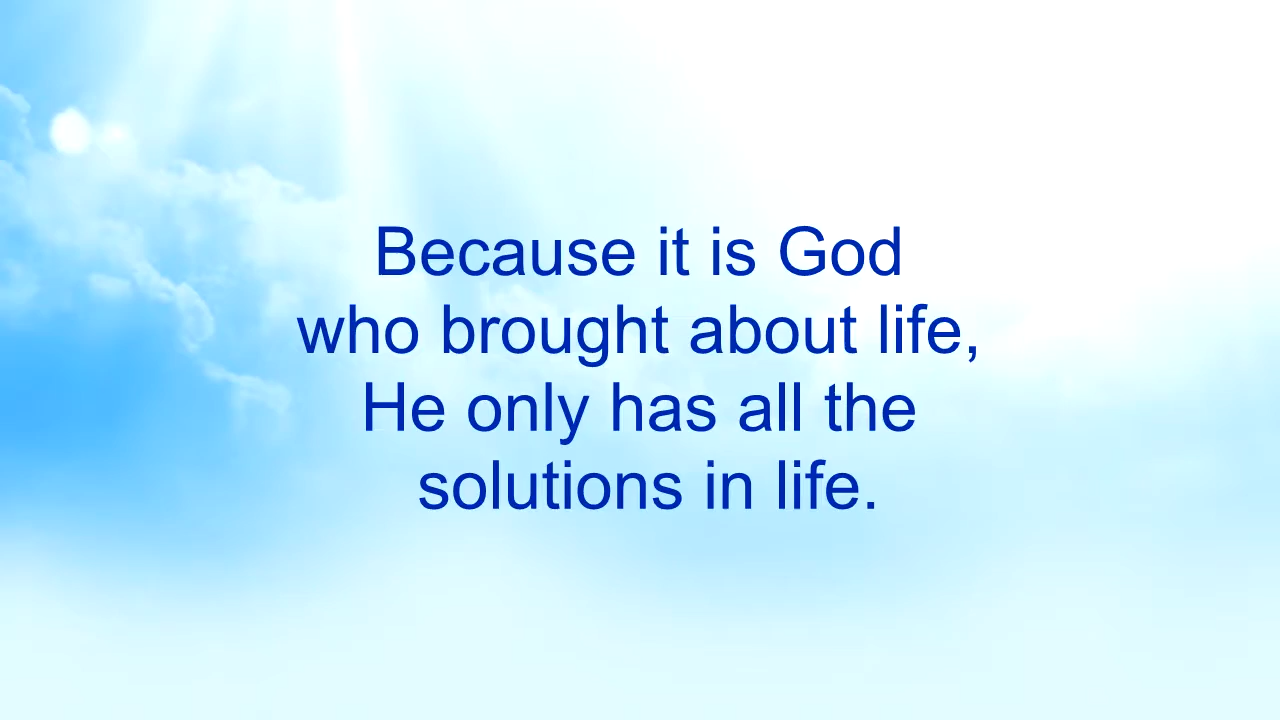 Because it is God
who brought about life,
He only has all the
solutions in life.